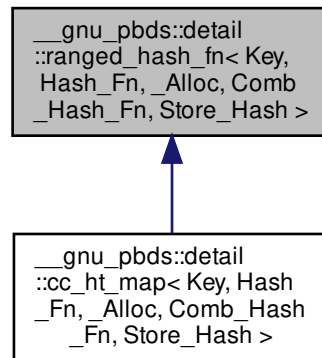 __gnu_pbds::detail
::ranged_hash_fn< Key,
Hash_Fn, _Alloc, Comb
_Hash_Fn, Store_Hash >
__gnu_pbds::detail
::cc_ht_map< Key, Hash
_Fn, _Alloc, Comb_Hash
_Fn, Store_Hash >